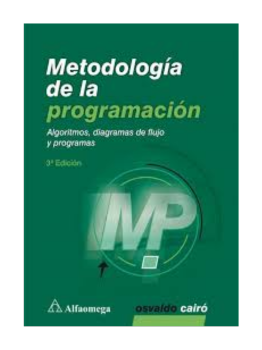 Metodología
de la
programación
Algoritmos, diagramas de flujo
y programas
3ª Edición
MP
Alfaomega
osvaldo cairó